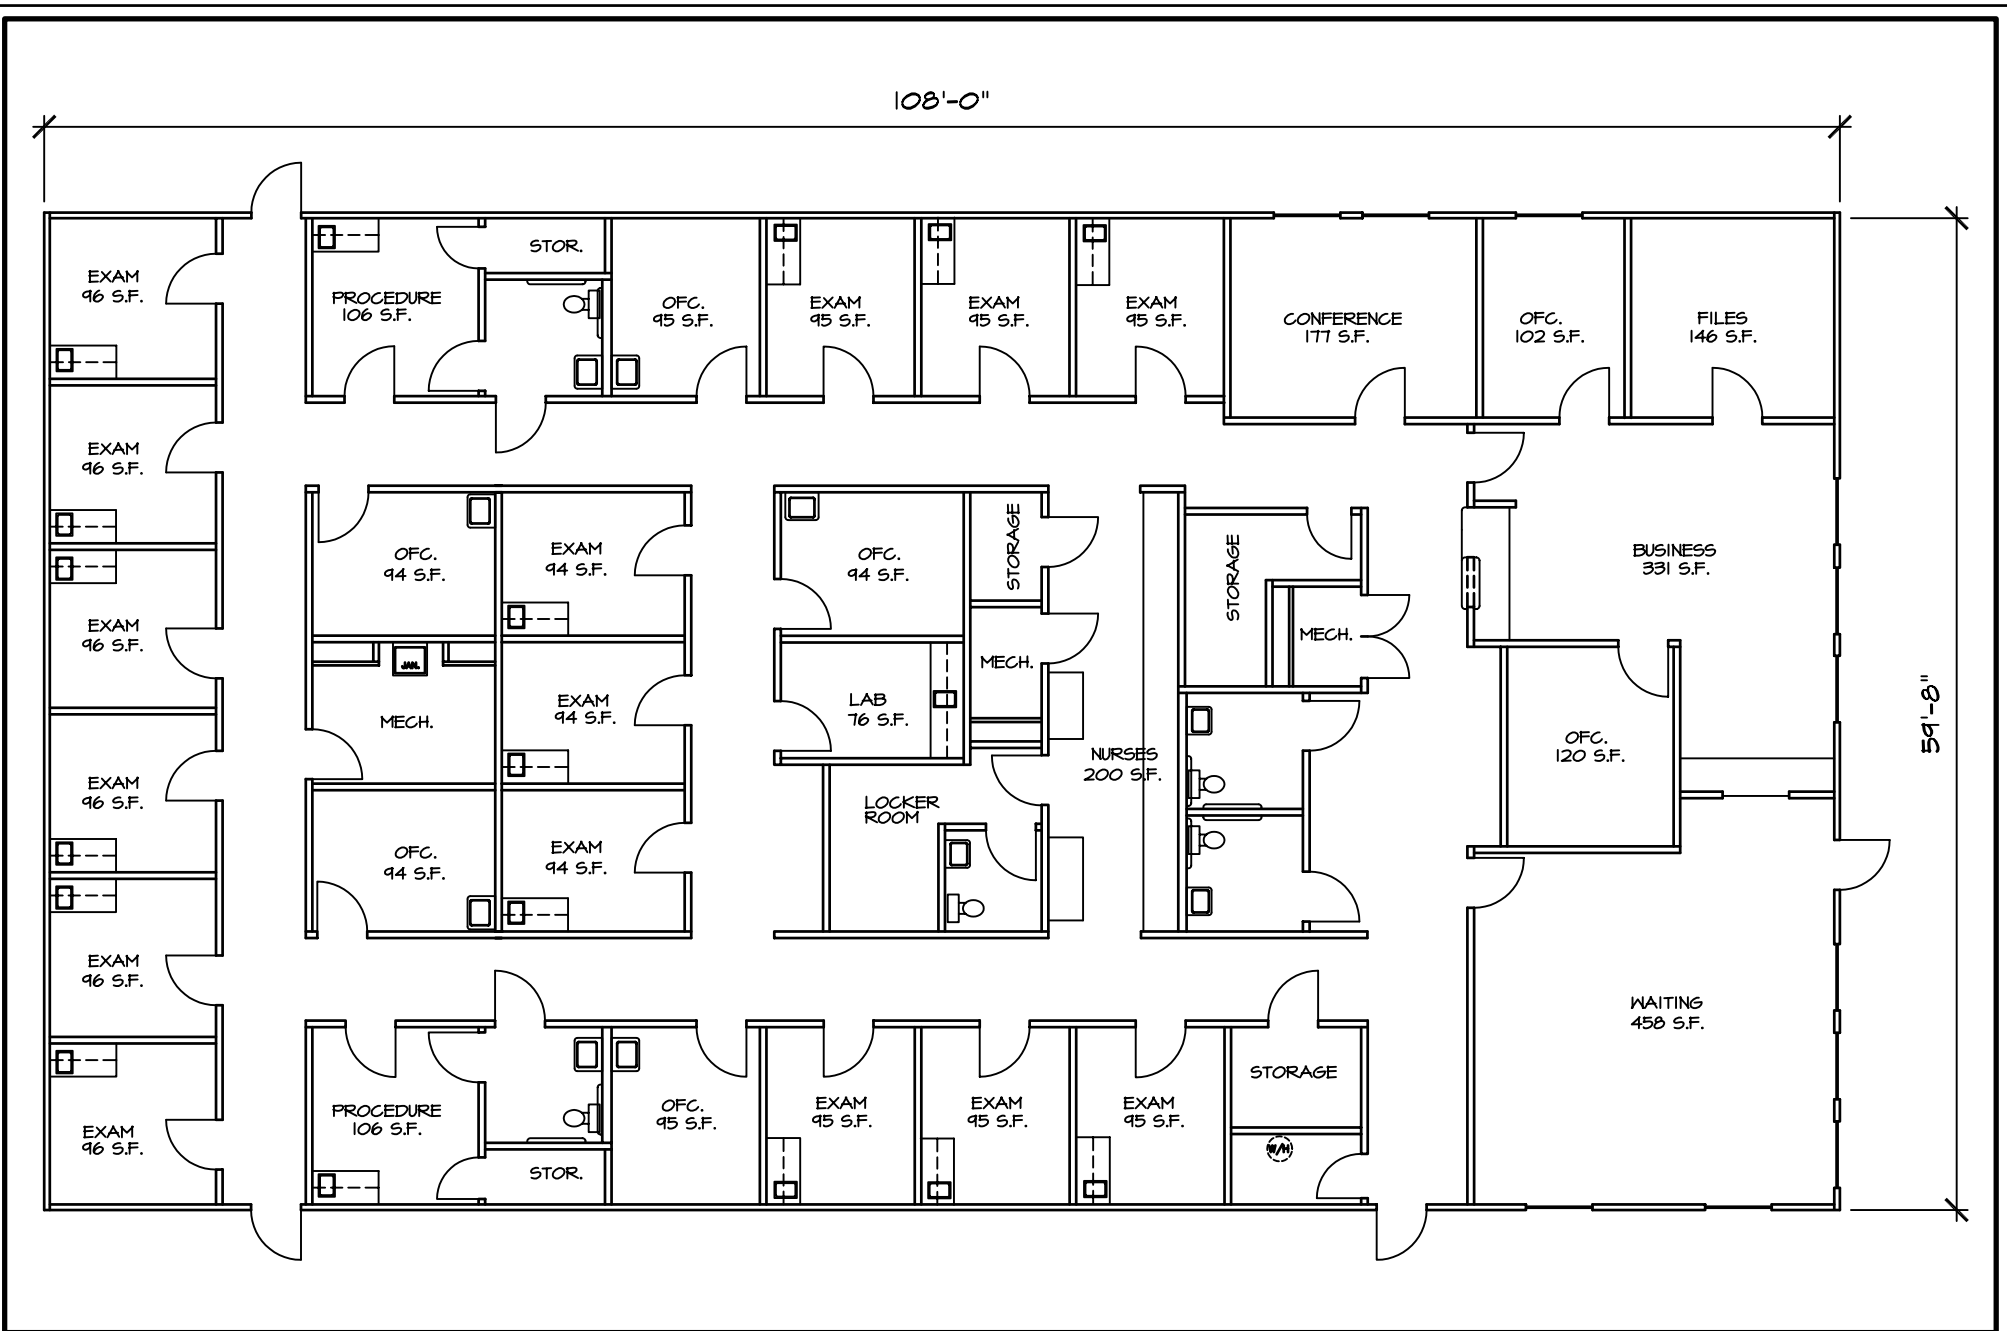 108'-0"
EXAM
96 S.F.
PROCEDURE
106 S.F.
STOR.
OFC.
95 S.F.
EXAM
95 S.F.
EXAM
95 S.F.
EXAM
95 S.F.
CONFERENCE
177 S.F.
OFC.
102 S.F.
FILES
146 S.F.
EXAM
96 S.F.
OFC.
94 S.F.
EXAM
94 S.F.
OFC.
94 S.F.
STORAGE
STORAGE
BUSINESS
331 S.F.
EXAM
96 S.F.
JAN.
MECH.
EXAM
94 S.F.
LAB
76 S.F.
MECH.
MECH.
NURSES
200 S.F.
OFC.
120 S.F.
59'-8"
EXAM
96 S.F.
OFC.
94 S.F.
EXAM
94 S.F.
LOCKER
ROOM
EXAM
96 S.F.
WAITING
458 S.F.
EXAM
96 S.F.
PROCEDURE
106 S.F.
STOR.
OFC.
95 S.F.
EXAM
95 S.F.
EXAM
95 S.F.
EXAM
95 S.F.
STORAGE
W/H